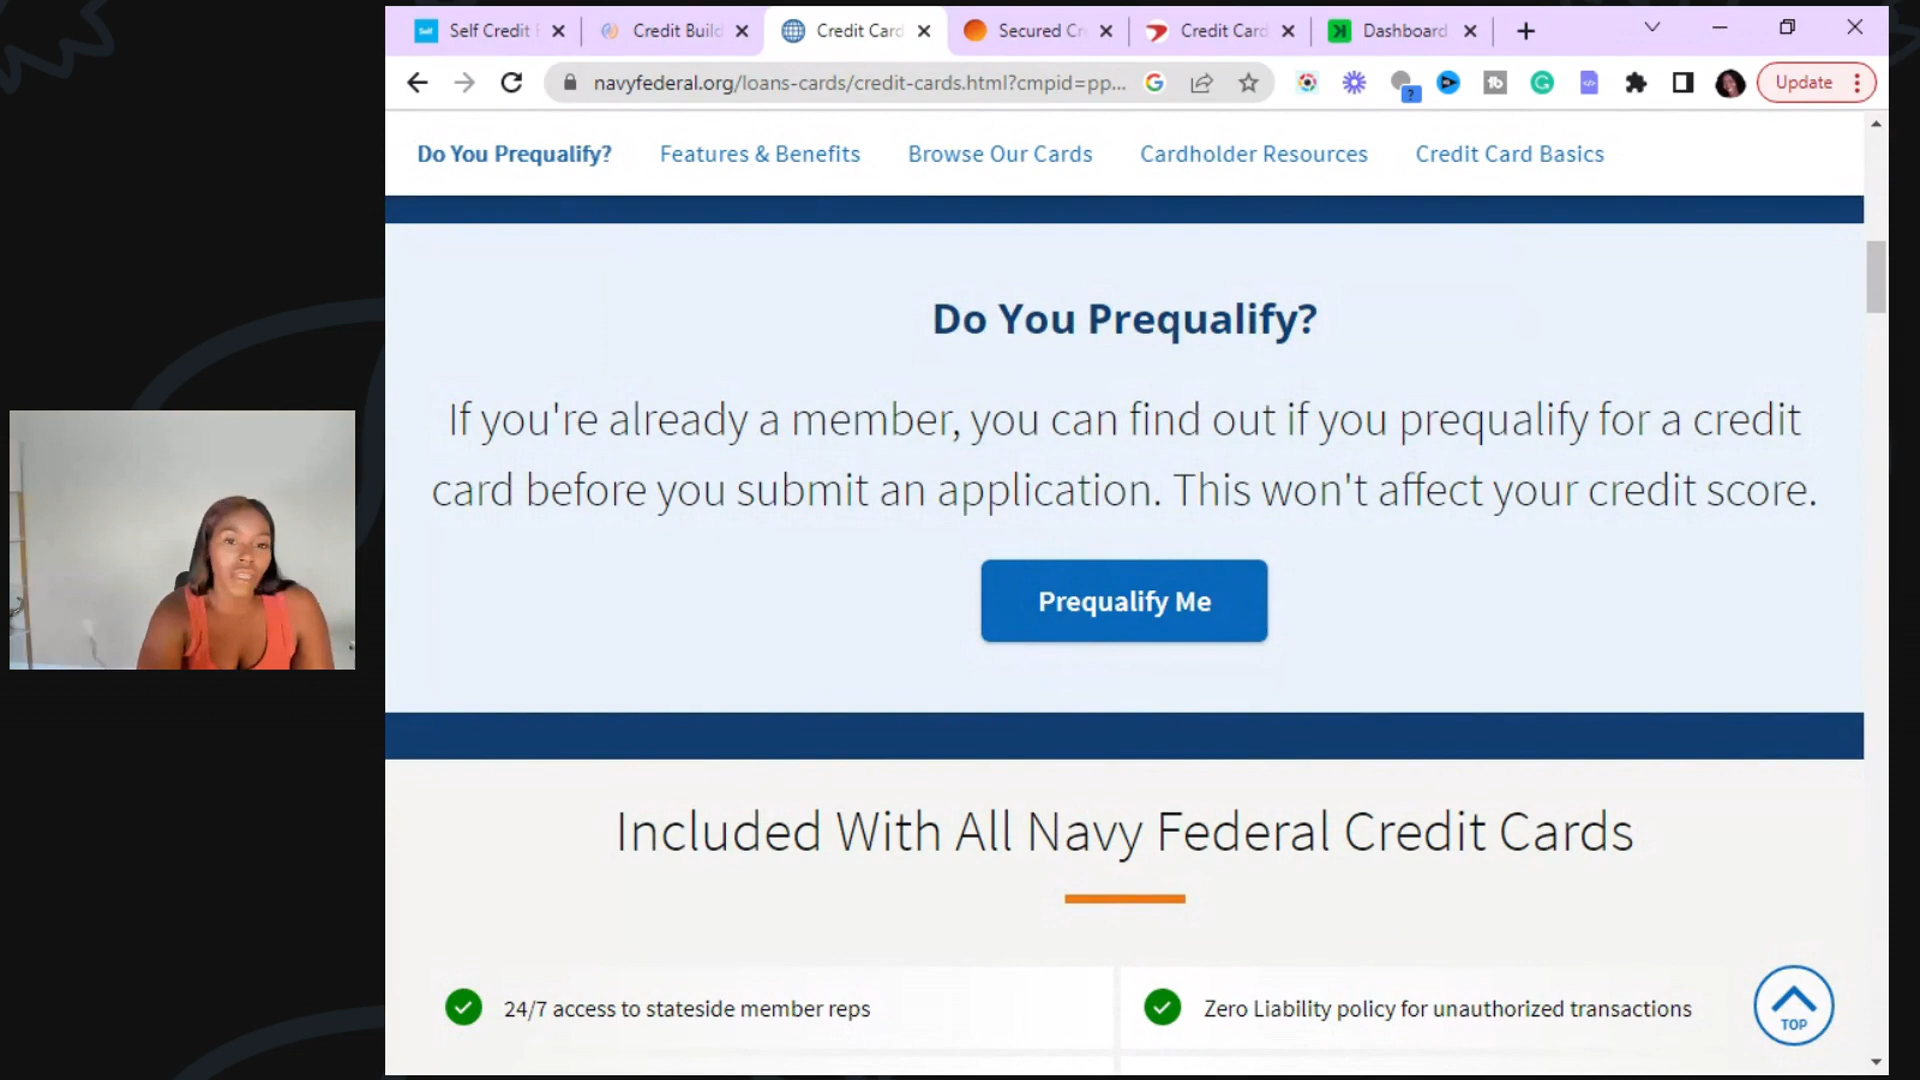 Self Credit
Credit Build
Credit Card
Secured Cr
Credit Card
Dashboard
navyfederal.org/loans-cards/credit-cards.html?cmpid=pp...
Update
Do You Prequalify?
Features & Benefits
Browse Our Cards
Cardholder Resources
Credit Card Basics
Do You Prequalify?
If you're already a member, you can find out if you prequalify for a credit
card before you submit an application. This won't affect your credit score.
Prequalify Me
Included With All Navy Federal Credit Cards
24/7 access to stateside member reps
Zero Liability policy for unauthorized transactions
TOP